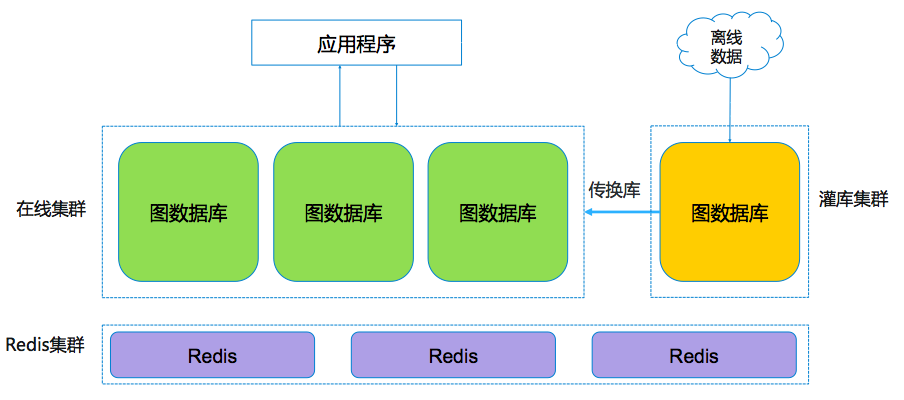 应用程序
离线
数据
在线集群
图数据库
图数据库
图数据库
传换库
图数据库
灌库集群
Redis集群
Redis
Redis
Redis